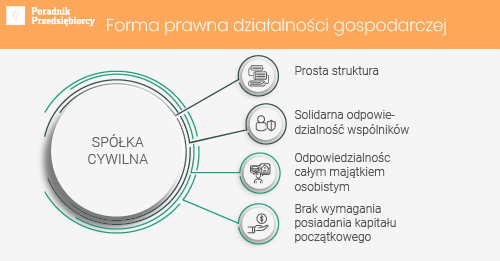 Poradnik
Przedsiębiorcy
Forma prawna działalności gospodarczej
SPÓŁKA
CYWILNA
Prosta struktura
Solidarna odpowie-
dzialność wspólników
Odpowiedzialnośc
całym majątkiem
osobistym
Brak wymagania
posiadania kapitału
początkowego